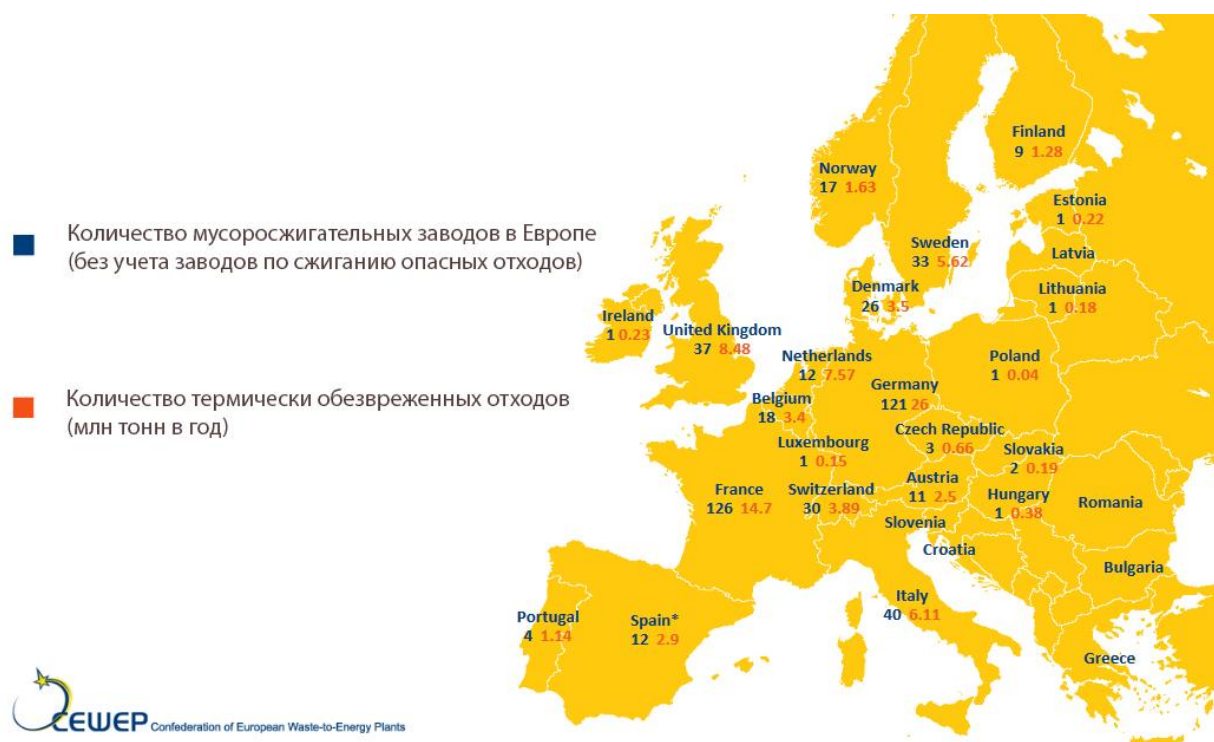 Количество мусоросжигательных заводов в Европе
(без учета заводов по сжиганию опасных отходов)
Количество термически обезвреженных отходов
(млн тонн в год)
Finland
9 1.28
Norway
17 1.63
Estonia
1 0.22
Sweden
33 5.62
Latvia
Denmark
26 3.5
Lithuania
1 0.18
Ireland
1 0.23
United Kingdom
37 8.48
Netherlands
12 7.57
Poland
1 0.04
Germany
121 26
Belgium
18 3.4
Czech Republic
3 0.66
Luxembourg
1 0.15
Slovakia
2 0.19
Austria
11 2.5
France
126 14.7
Switzerland
30 3.89
Hungary
1 0.38
Romania
Slovenia
Croatia
Bulgaria
Italy
40 6.11
Portugal
4 1.14
Spain*
12 2.9
Greece
CEWEP Confederation of European Waste-to-Energy Plants